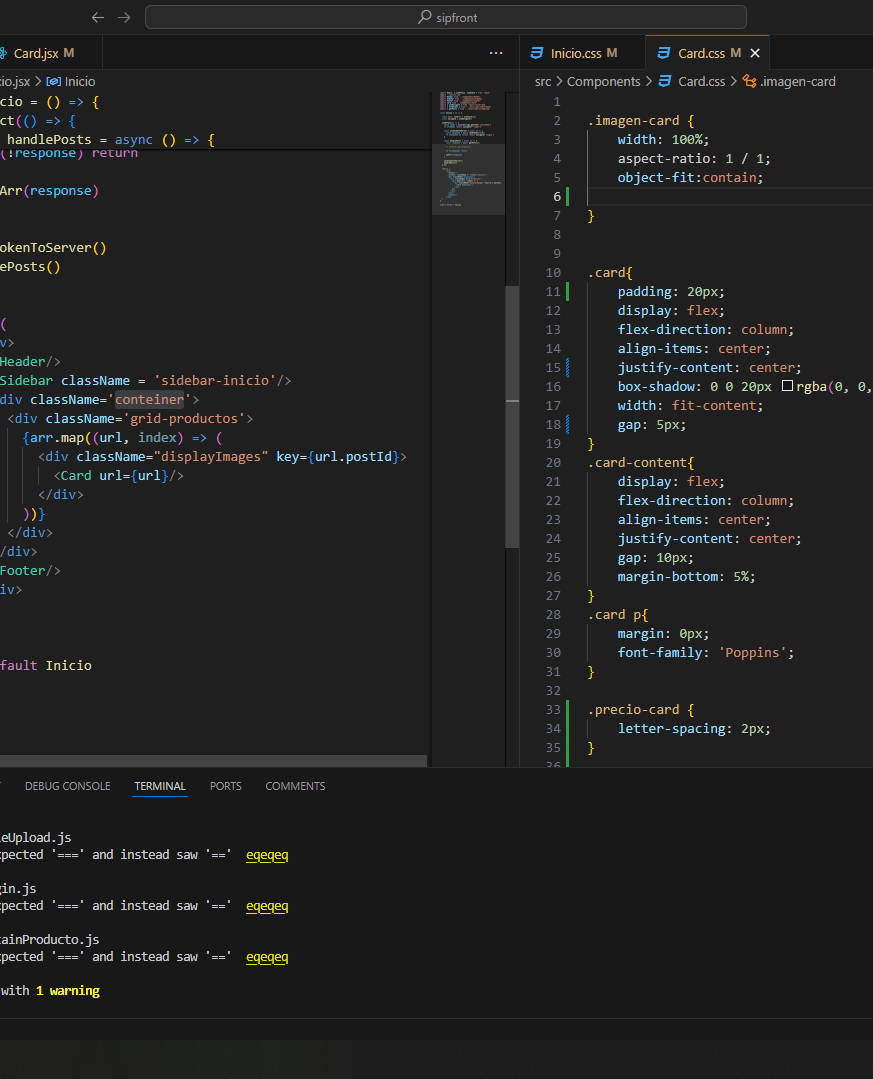 sipfront
Card.jsx M
Inicio.css M
Card.css M
io.jsx > Inicio
src > Components > Card.css > .imagen-card
cio = () => {
ct(() => {
handlePosts = async () => {
(!response) return
Arr(response)
okenToServer()
ePosts()
(
v>
Header/>
Sidebar className = 'sidebar-inicio'/>
div className='conteiner'>
<div className='grid-productos'>
{arr.map((url, index) => (
<div className="displayImages" key={url.postId}>
<Card url={url}/>
</div>
))}
</div>
/div>
Footer/>
iv>
fault Inicio
1
2 .imagen-card {
3 width: 100%;
4 aspect-ratio: 1 / 1;
5 object-fit:contain;
6
7 }
8
9
10 .card{
11 padding: 20px;
12 display: flex;
13 flex-direction: column;
14 align-items: center;
15 justify-content: center;
16 box-shadow: 0 0 20px rgba(0, 0,
17 width: fit-content;
18 gap: 5px;
19 }
20 .card-content{
21 display: flex;
22 flex-direction: column;
23 align-items: center;
24 justify-content: center;
25 gap: 10px;
26 margin-bottom: 5%;
27 }
28 .card p{
29 margin: 0px;
30 font-family: 'Poppins';
31 }
32
33 .precio-card {
34 letter-spacing: 2px;
35 }
36
DEBUG CONSOLE TERMINAL PORTS COMMENTS
eUpload.js
xpected '===' and instead saw '==' eqeqeq
gin.js
xpected '===' and instead saw '==' eqeqeq
tainProducto.js
xpected '===' and instead saw '==' eqeqeq
with 1 warning